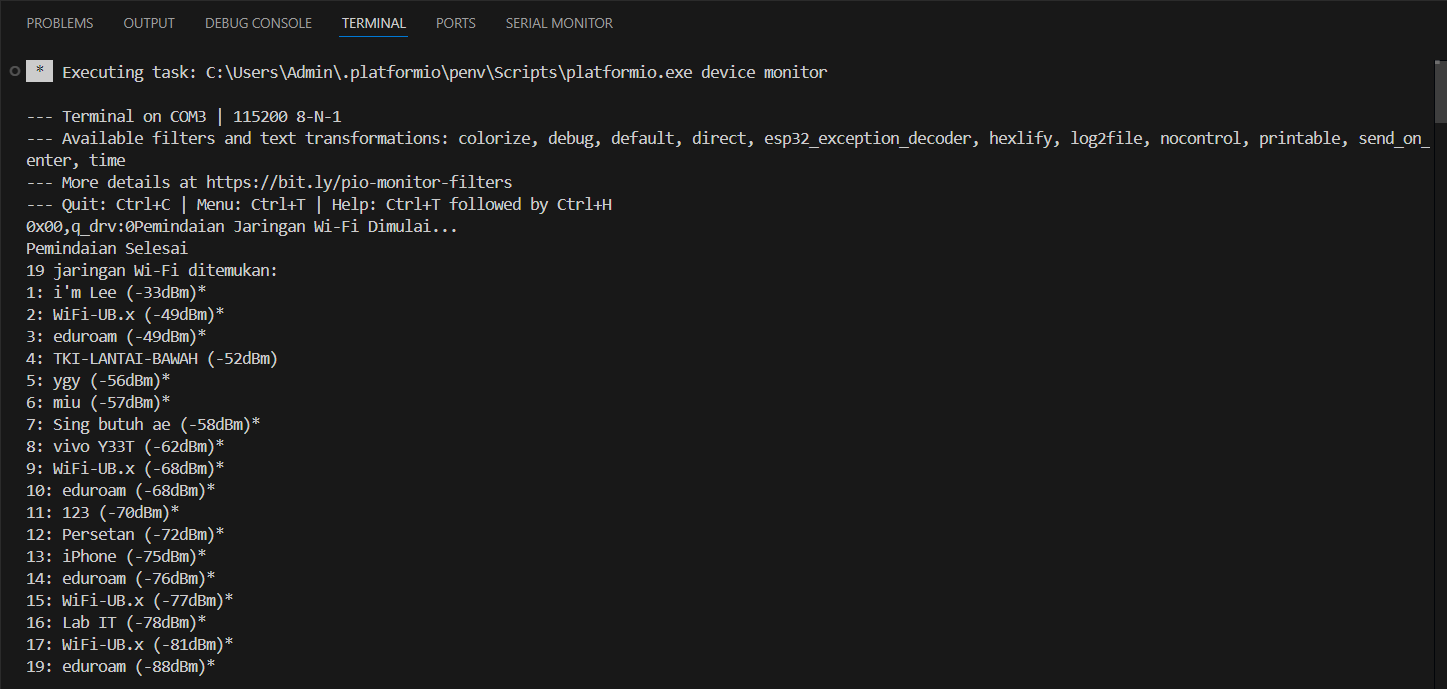 PROBLEMS OUTPUT DEBUG CONSOLE TERMINAL PORTS SERIAL MONITOR
* Executing task: C:\Users\Admin\.platformio\penv\Scripts\platformio.exe device monitor
--- Terminal on COM3 | 115200 8-N-1
--- Available filters and text transformations: colorize, debug, default, direct, esp32_exception_decoder, hexlify, log2file, nocontrol, printable, send_on_
enter, time
--- More details at https://bit.ly/pio-monitor-filters
--- Quit: Ctrl+C | Menu: Ctrl+T | Help: Ctrl+T followed by Ctrl+H
0x00,q_drv:0Pemindaian Jaringan Wi-Fi Dimulai...
Pemindaian Selesai
19 jaringan Wi-Fi ditemukan:
1: i'm Lee (-33dBm)*
2: WiFi-UB.x (-49dBm)*
3: eduroam (-49dBm)*
4: TKI-LANTAI-BAWAH (-52dBm)
5: ygy (-56dBm)*
6: miu (-57dBm)*
7: Sing butuh ae (-58dBm)*
8: vivo Y33T (-62dBm)*
9: WiFi-UB.x (-68dBm)*
10: eduroam (-68dBm)*
11: 123 (-70dBm)*
12: Persetan (-72dBm)*
13: iPhone (-75dBm)*
14: eduroam (-76dBm)*
15: WiFi-UB.x (-77dBm)*
16: Lab IT (-78dBm)*
17: WiFi-UB.x (-81dBm)*
19: eduroam (-88dBm)*